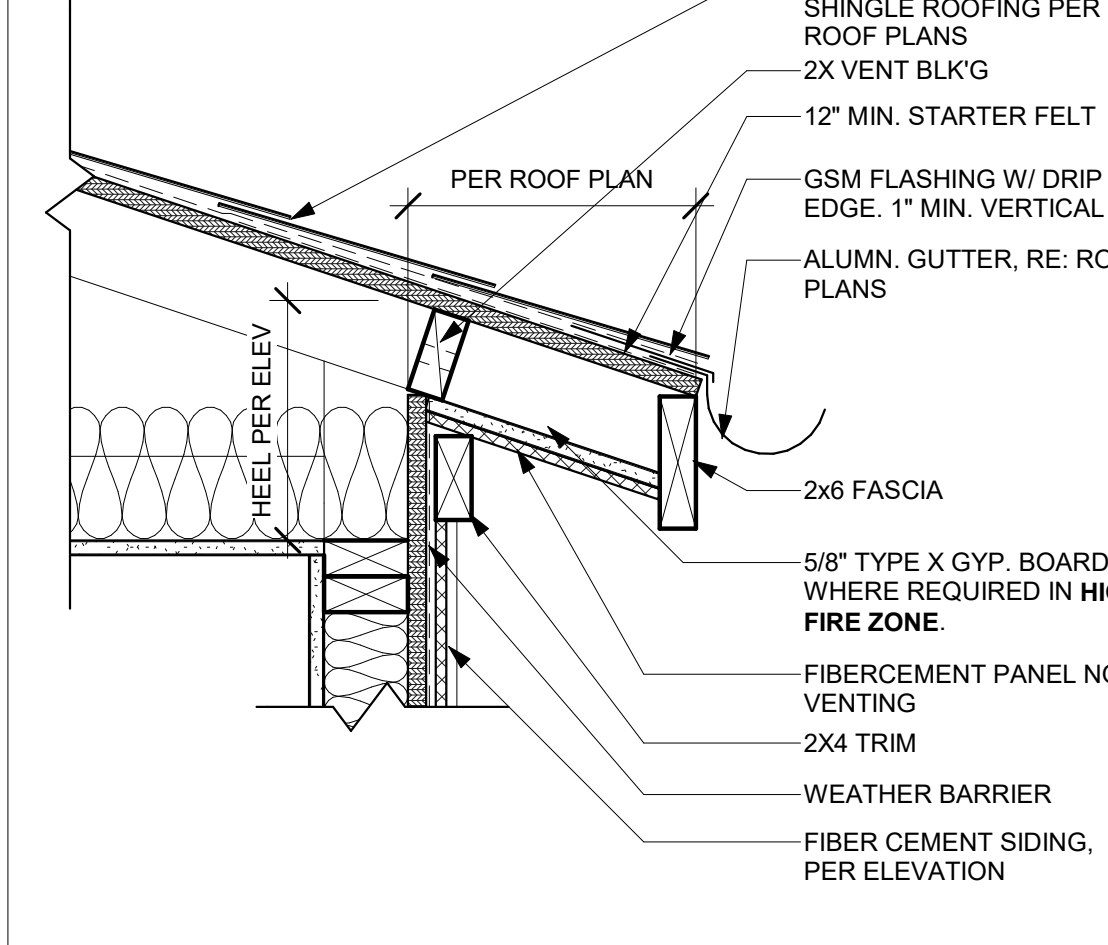 SHINGLE ROOFING PER
ROOF PLANS
2X VENT BLK'G
12" MIN. STARTER FELT
PER ROOF PLAN
GSM FLASHING W/ DRIP
EDGE. 1" MIN. VERTICAL
ALUMN. GUTTER, RE:
PLANS
HEEL PER ELEV
2x6 FASCIA
5/8" TYPE X GYP. BOARD
WHERE REQUIRED IN
FIRE ZONE.
FIBERCEMENT PANEL
VENTING
2X4 TRIM
WEATHER BARRIER
FIBER CEMENT SIDING,
PER ELEVATION